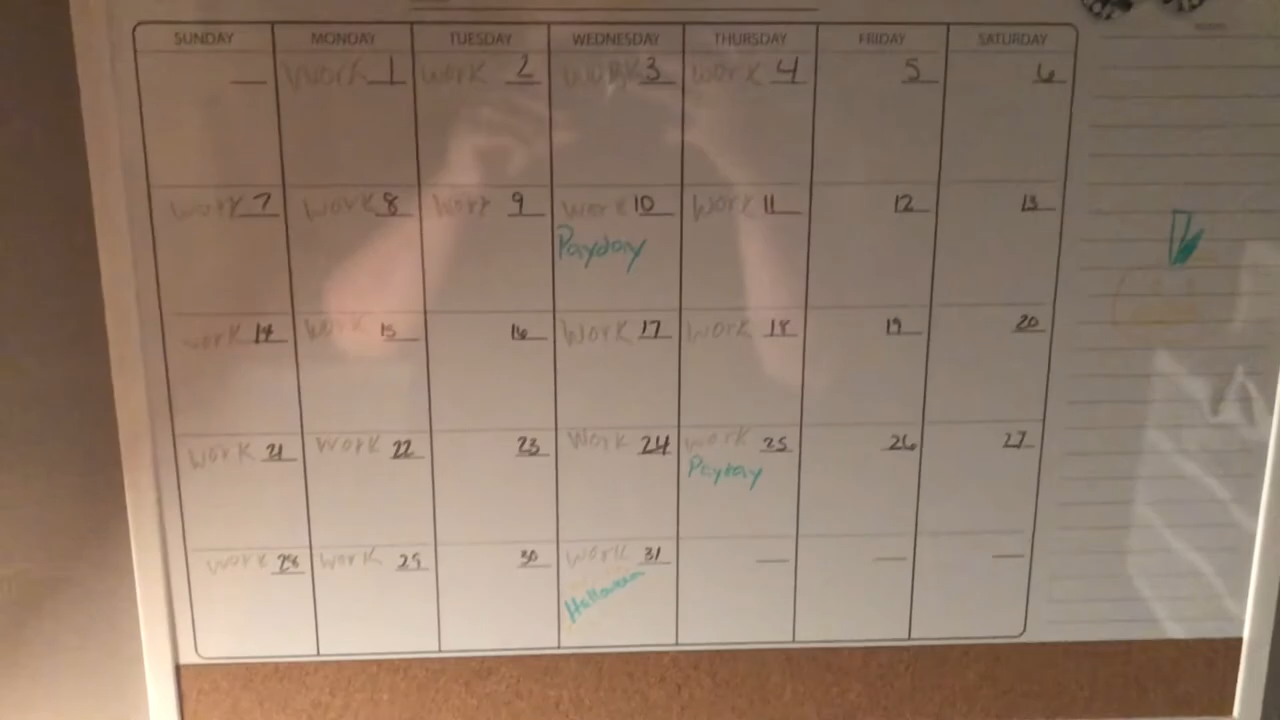 SUNDAY MONDAY TUESDAY WEDNESDAY THURSDAY FRIDAY SATURDAY
Work 1 Work 2 Work 3 Work 4 5 6
Work 7 Work 8 Work 9 Work 10 Work 11 12 13
Payday
Work 14 Work 15 16 Work 17 Work 18 19 20
Work 21 Work 22 23 Work 24 Work 25 26 27
Payday
Work 28 Work 29 30 Work 31
Halloween